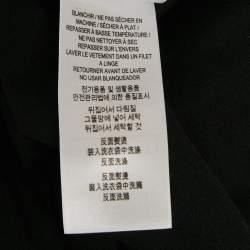 BLANCHIR / NE PAS SÉCHER EN
MACHINE / SÉCHER À PLAT /
REPASSER À BASSE TEMPÉRATURE /
NE PAS NETTOYER À SEC
REPASSER SUR L'ENVERS
LAVER LE VETEMENT DANS UN FILET
À LINGE
RETOURNER AVANT DE LAVER
NO USAR BLANQUEADOR
전기용품 및 생활용품
안전관리법에 의한 품질표시
뒤집어서 다림질
그물망에 넣어 세탁
뒤집어서 세탁할 것
反面熨烫
装入洗衣袋中洗涤
反面洗涤
反面熨燙
裝入洗衣袋中洗滌
反面洗滌